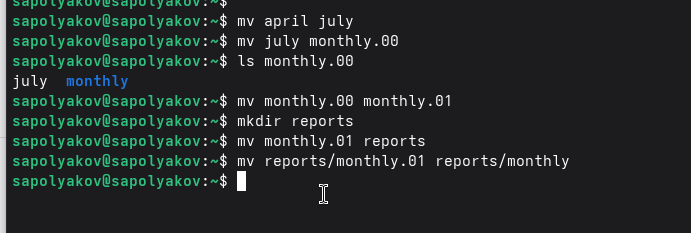 sapolyakov@sapolyakov:~$
sapolyakov@sapolyakov:~$ mv april july
sapolyakov@sapolyakov:~$ mv july monthly.00
sapolyakov@sapolyakov:~$ ls monthly.00
july  monthly
sapolyakov@sapolyakov:~$ mv monthly.00 monthly.01
sapolyakov@sapolyakov:~$ mkdir reports
sapolyakov@sapolyakov:~$ mv monthly.01 reports
sapolyakov@sapolyakov:~$ mv reports/monthly.01 reports/monthly
sapolyakov@sapolyakov:~$